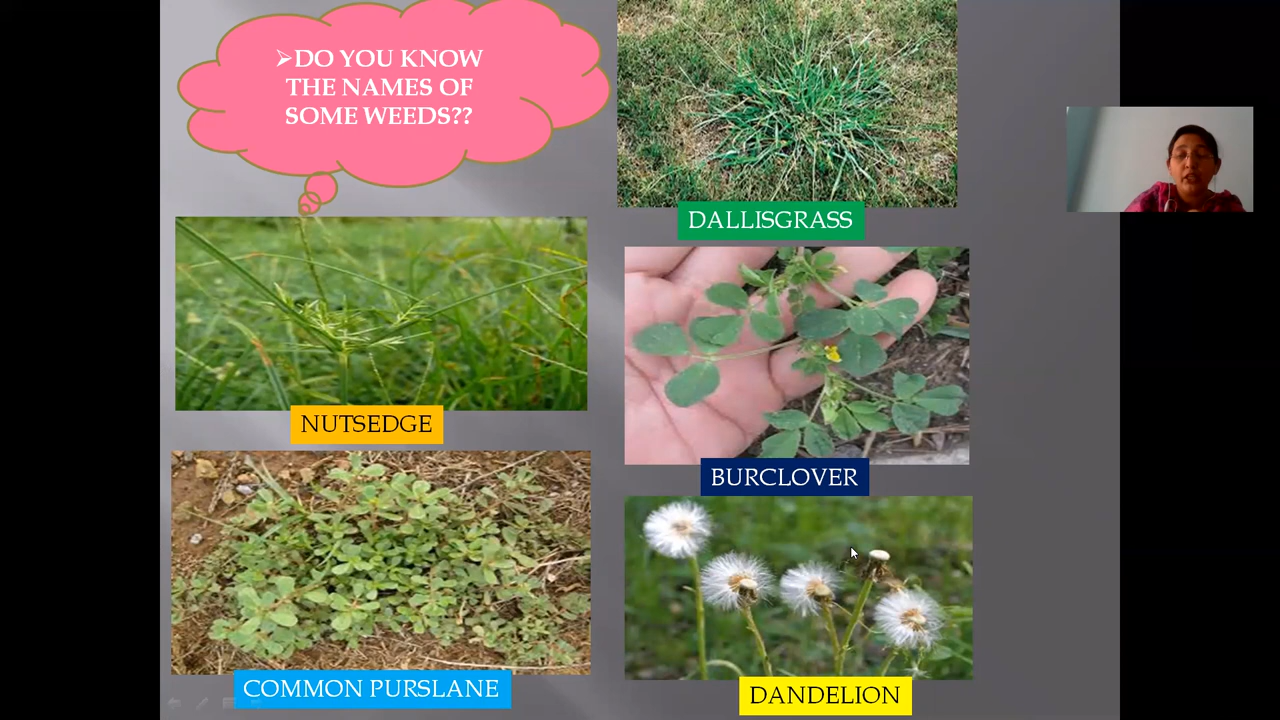 ➢DO YOU KNOW
THE NAMES OF
SOME WEEDS??
DALLISGRASS
NUTSEDGE
BURCLOVER
COMMON PURSLANE
DANDELION